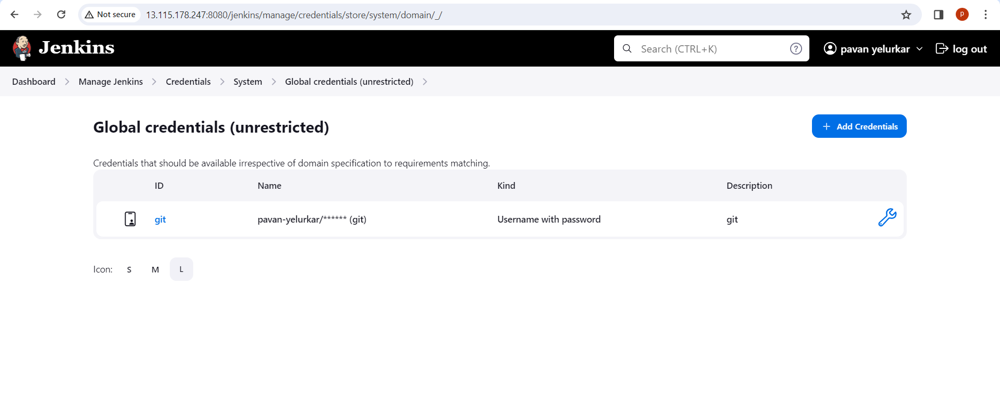 Not secure 13.115.178.247:8080/jenkins/manage/credentials/store/system/domain/_/ P
Jenkins Search (CTRL+K) ? pavan yelurkar log out
Dashboard Manage Jenkins Credentials System Global credentials (unrestricted)
Global credentials (unrestricted) + Add Credentials
Credentials that should be available irrespective of domain specification to requirements matching.
ID Name Kind Description
git pavan-yelurkar/****** (git) Username with password git
Icon: S M L